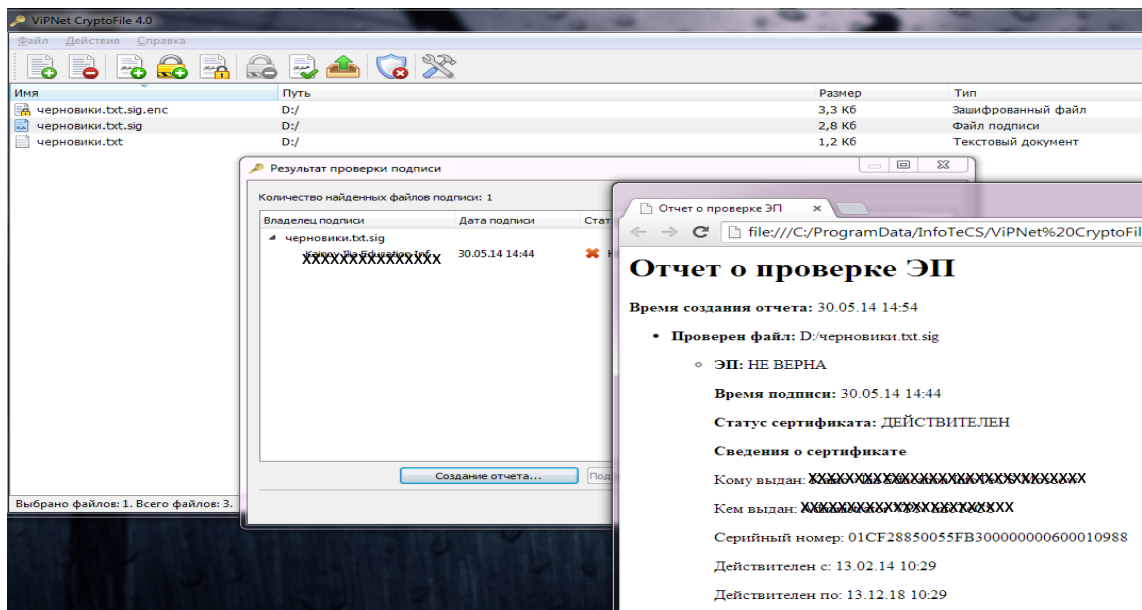 ViPNet CryptoFile 4.0
Файл Действия Справка
Имя Путь Размер Тип
черновики.txt.sig.enc D:/ 3,3 Кб Зашифрованный файл
черновики.txt.sig D:/ 2,8 Кб Файл подписи
черновики.txt D:/ 1,2 Кб Текстовый документ
Результат проверки подписи
Количество найденных файлов подписи: 1
Владелец подписи Дата подписи Стат
черновики.txt.sig
30.05.14 14:44 Н
Создание отчета... Под
Выбрано файлов: 1. Всего файлов: 3.
Отчет о проверке ЭП
file:///C:/ProgramData/InfoTeCS/ViPNet%20CryptoFil
Отчет о проверке ЭП
Время создания отчета: 30.05.14 14:54
Проверен файл: D:/черновики.txt.sig
ЭП: НЕ ВЕРНА
Время подписи: 30.05.14 14:44
Статус сертификата: ДЕЙСТВИТЕЛЕН
Сведения о сертификате
Кому выдан:
Кем выдан:
Серийный номер: 01CF28850055FB300000000600010988
Действителен с: 13.02.14 10:29
Действителен по: 13.12.18 10:29